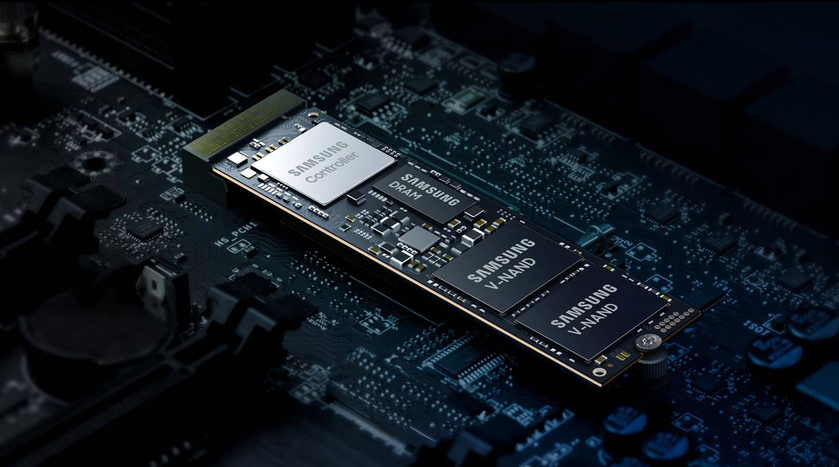 SAMSUNG
Controller
SAMSUNG
DRAM
SAMSUNG
V-NAND
SAMSUNG
V-NAND